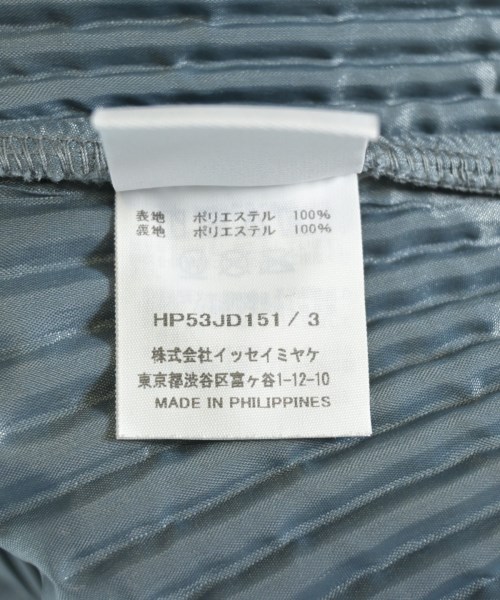 表地 ポリエステル 100%
裏地 ポリエステル 100%
HP53JD151 / 3
株式会社イッセイミヤケ
東京都渋谷区富ヶ谷1-12-10
MADE IN PHILIPPINES